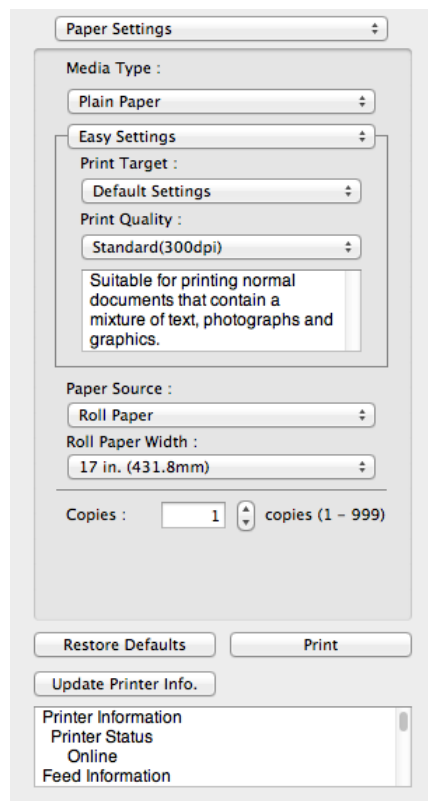 Paper Settings
Media Type :
Plain Paper
Easy Settings
Print Target :
Default Settings
Print Quality :
Standard(300dpi)
Suitable for printing normal
documents that contain a
mixture of text, photographs and
graphics.
Paper Source :
Roll Paper
Roll Paper Width :
17 in. (431.8mm)
Copies : 1 copies (1 – 999)
Restore Defaults Print
Update Printer Info.
Printer Information
Printer Status
Online
Feed Information